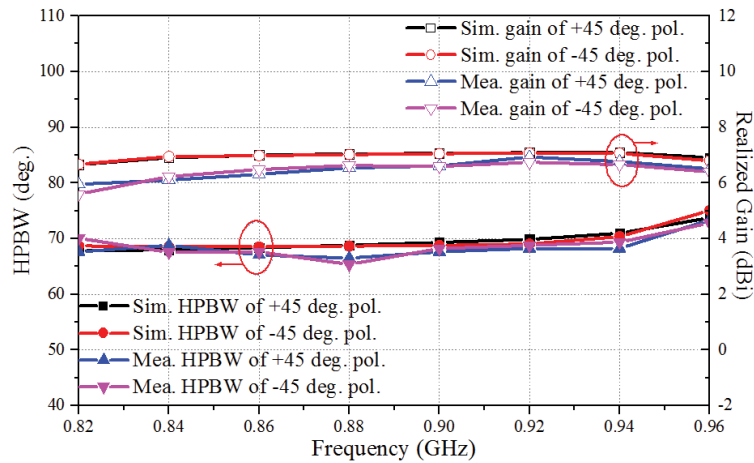 110
100
90
80
70
60
50
40
HPBW (deg.)
12
10
8
6
4
2
0
-2
Realized Gain (dBi)
Sim. gain of +45 deg. pol.
Sim. gain of -45 deg. pol.
Mea. gain of +45 deg. pol.
Mea. gain of -45 deg. pol.
Sim. HPBW of +45 deg. pol.
Sim. HPBW of -45 deg. pol.
Mea. HPBW of +45 deg. pol.
Mea. HPBW of -45 deg. pol.
0.82 0.84 0.86 0.88 0.90 0.92 0.94 0.96
Frequency (GHz)